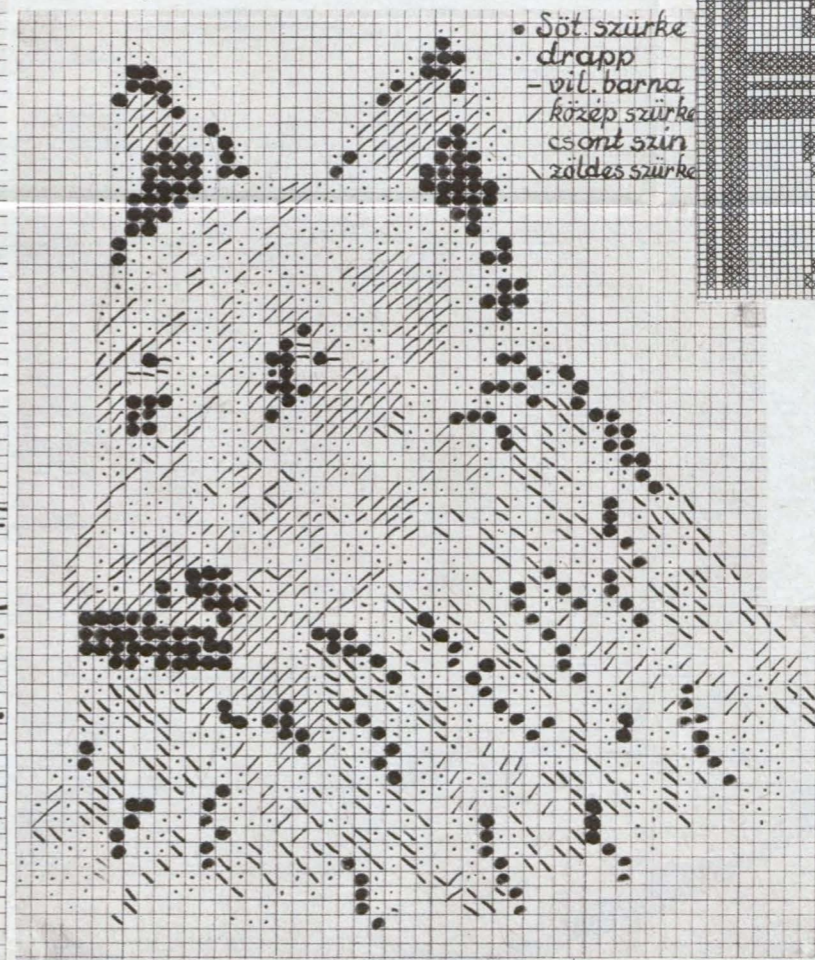 • Söt. szürke
· drapp
– vil. barna
/ közép szürke
csont szín
\ zöldes szürke